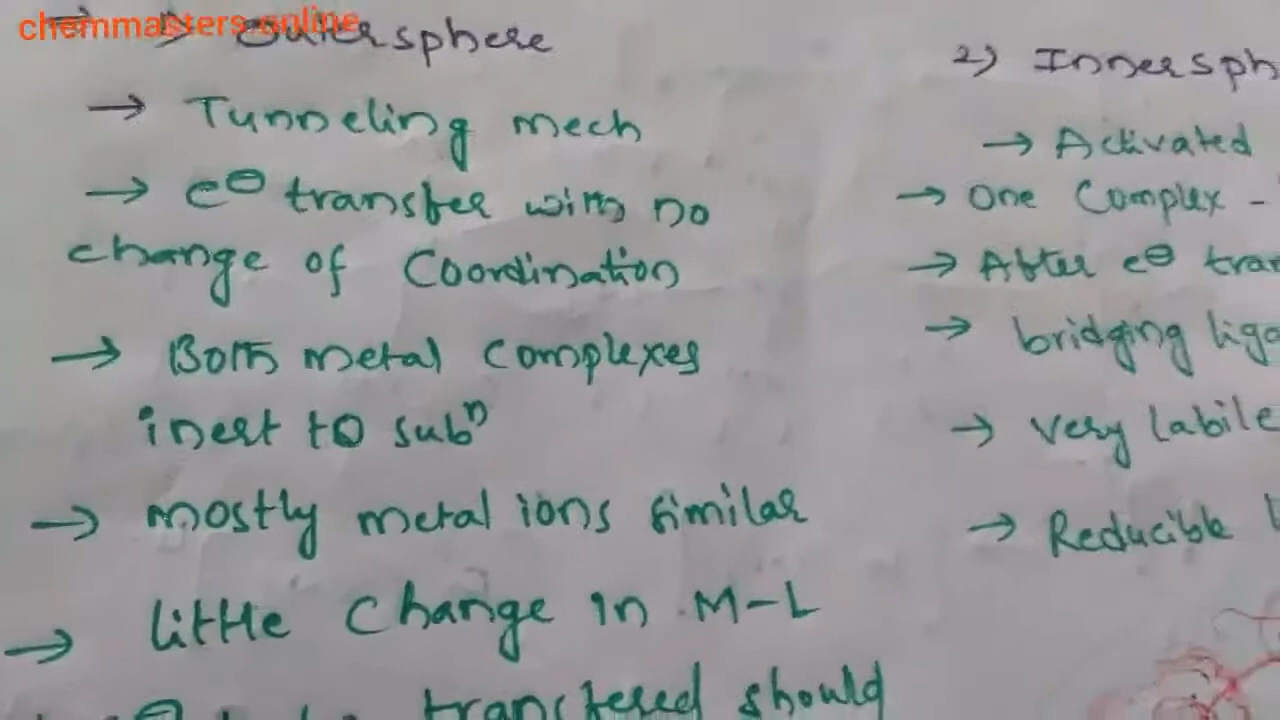 chemmasters.online
Outersphere
→ Tunneling mech
→ e⊖ transfer with no
change of Coordination
→ Both metal complexes
inert to subⁿ
→ mostly metal ions similar
→ little change in M-L
transfered should
2) Innersph
→ Activated
→ One Complex -
→ After e⊖ tran
→ bridging liga
→ very labile
→ Reducible